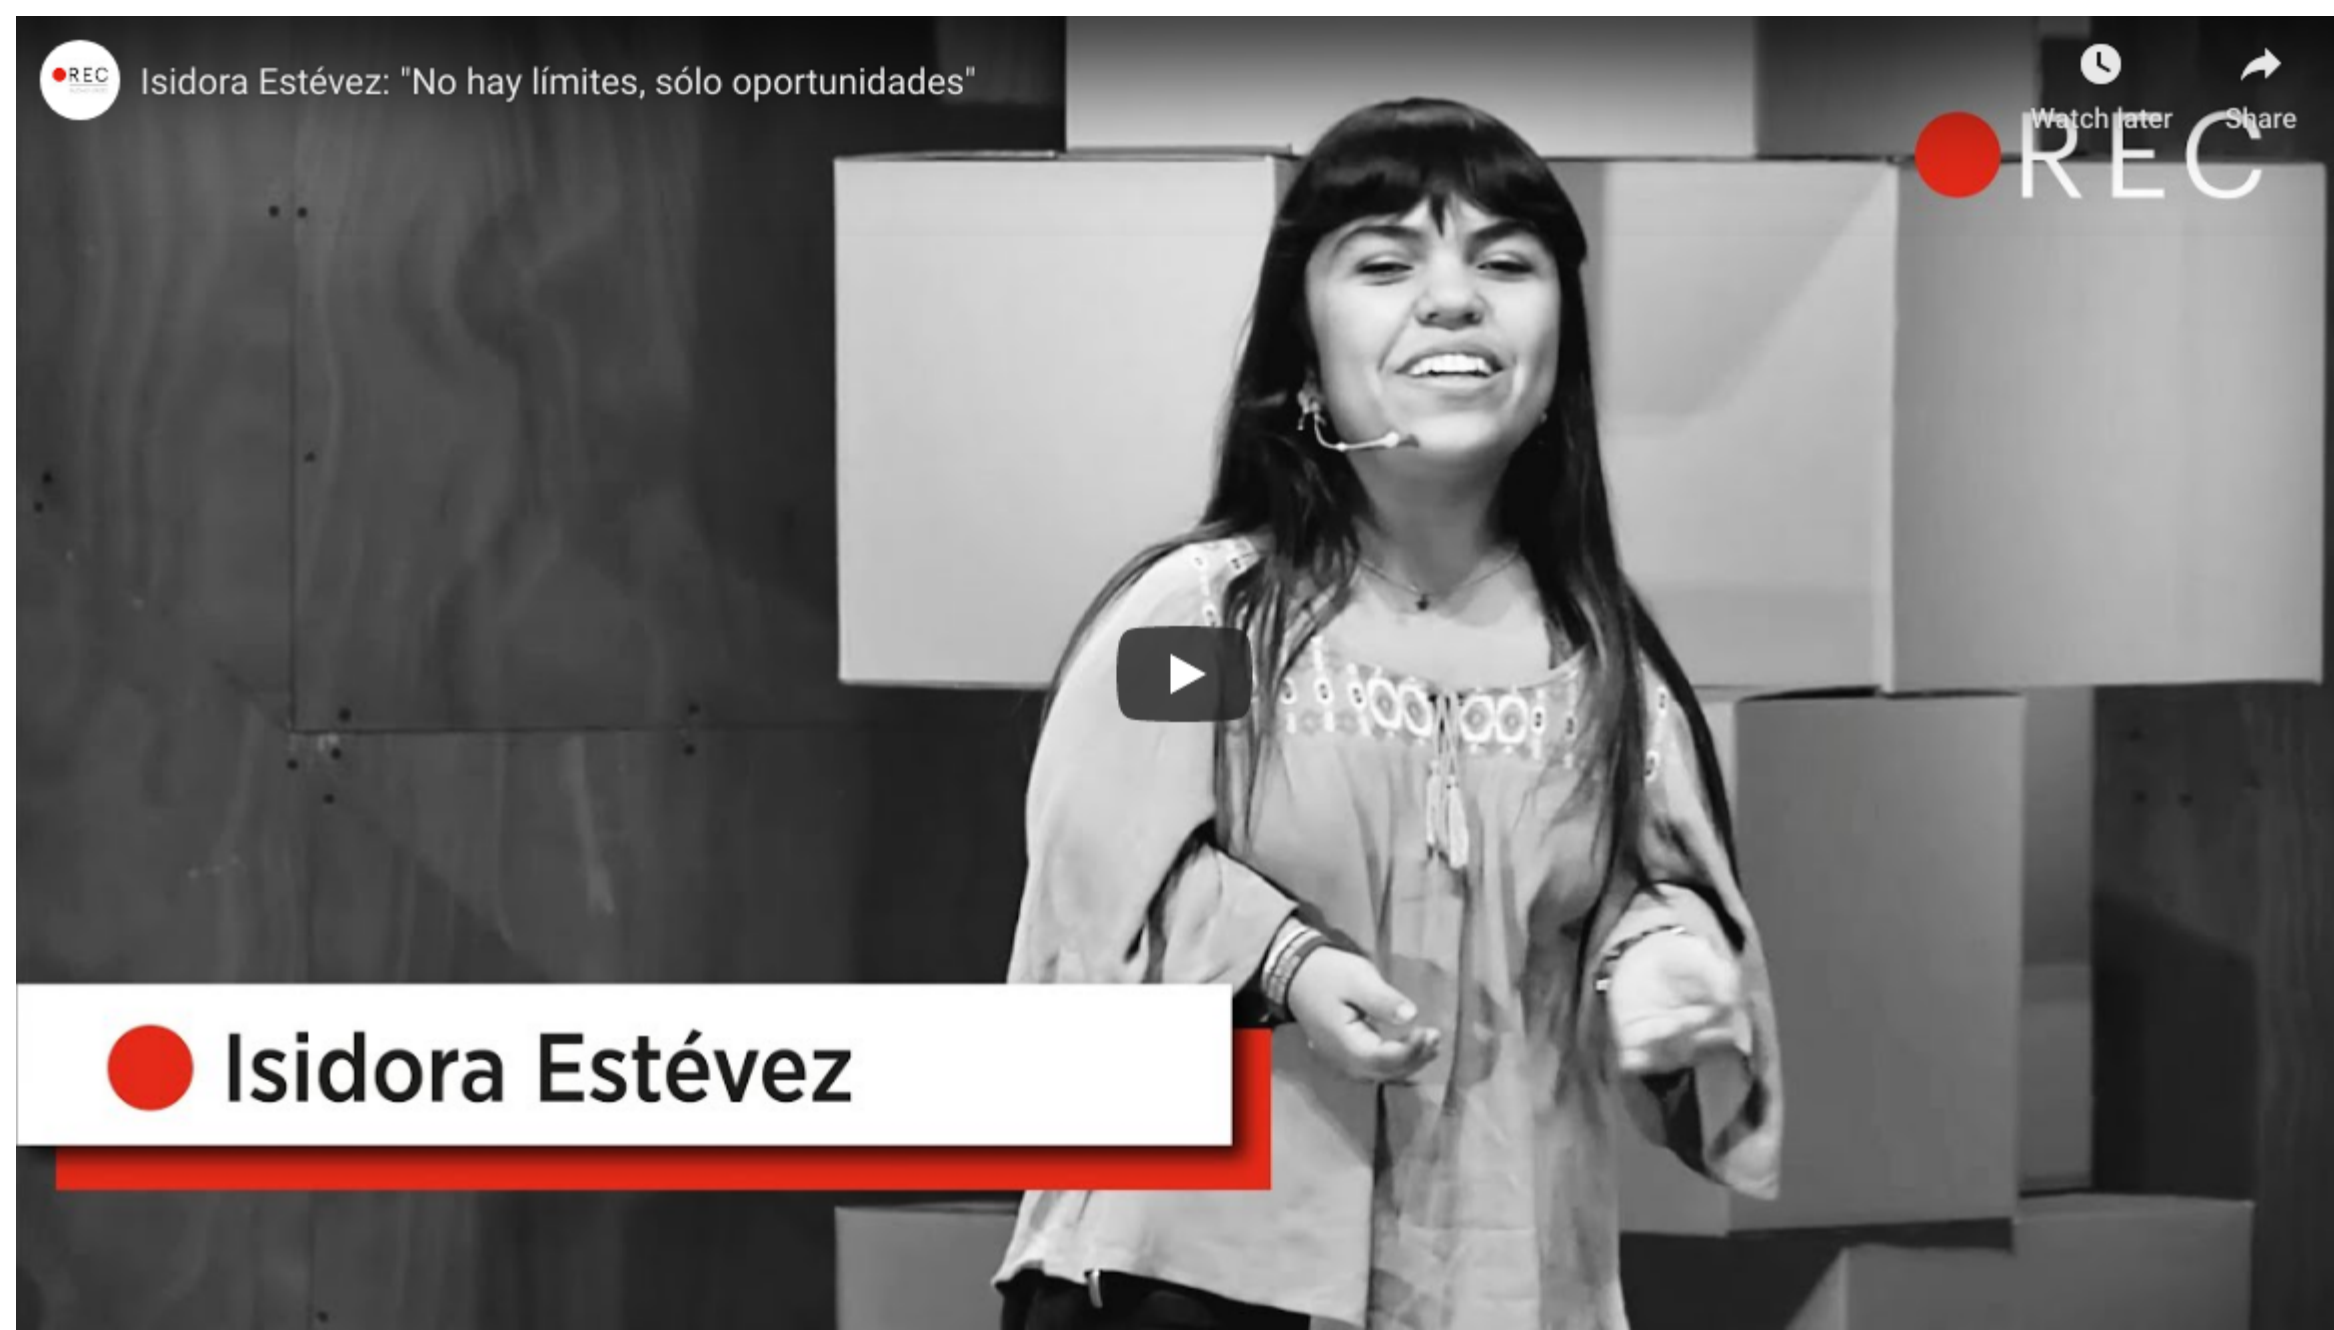 REC
Isidora Estévez: "No hay límites, sólo oportunidades"
Watch later
Share
REC
Isidora Estévez